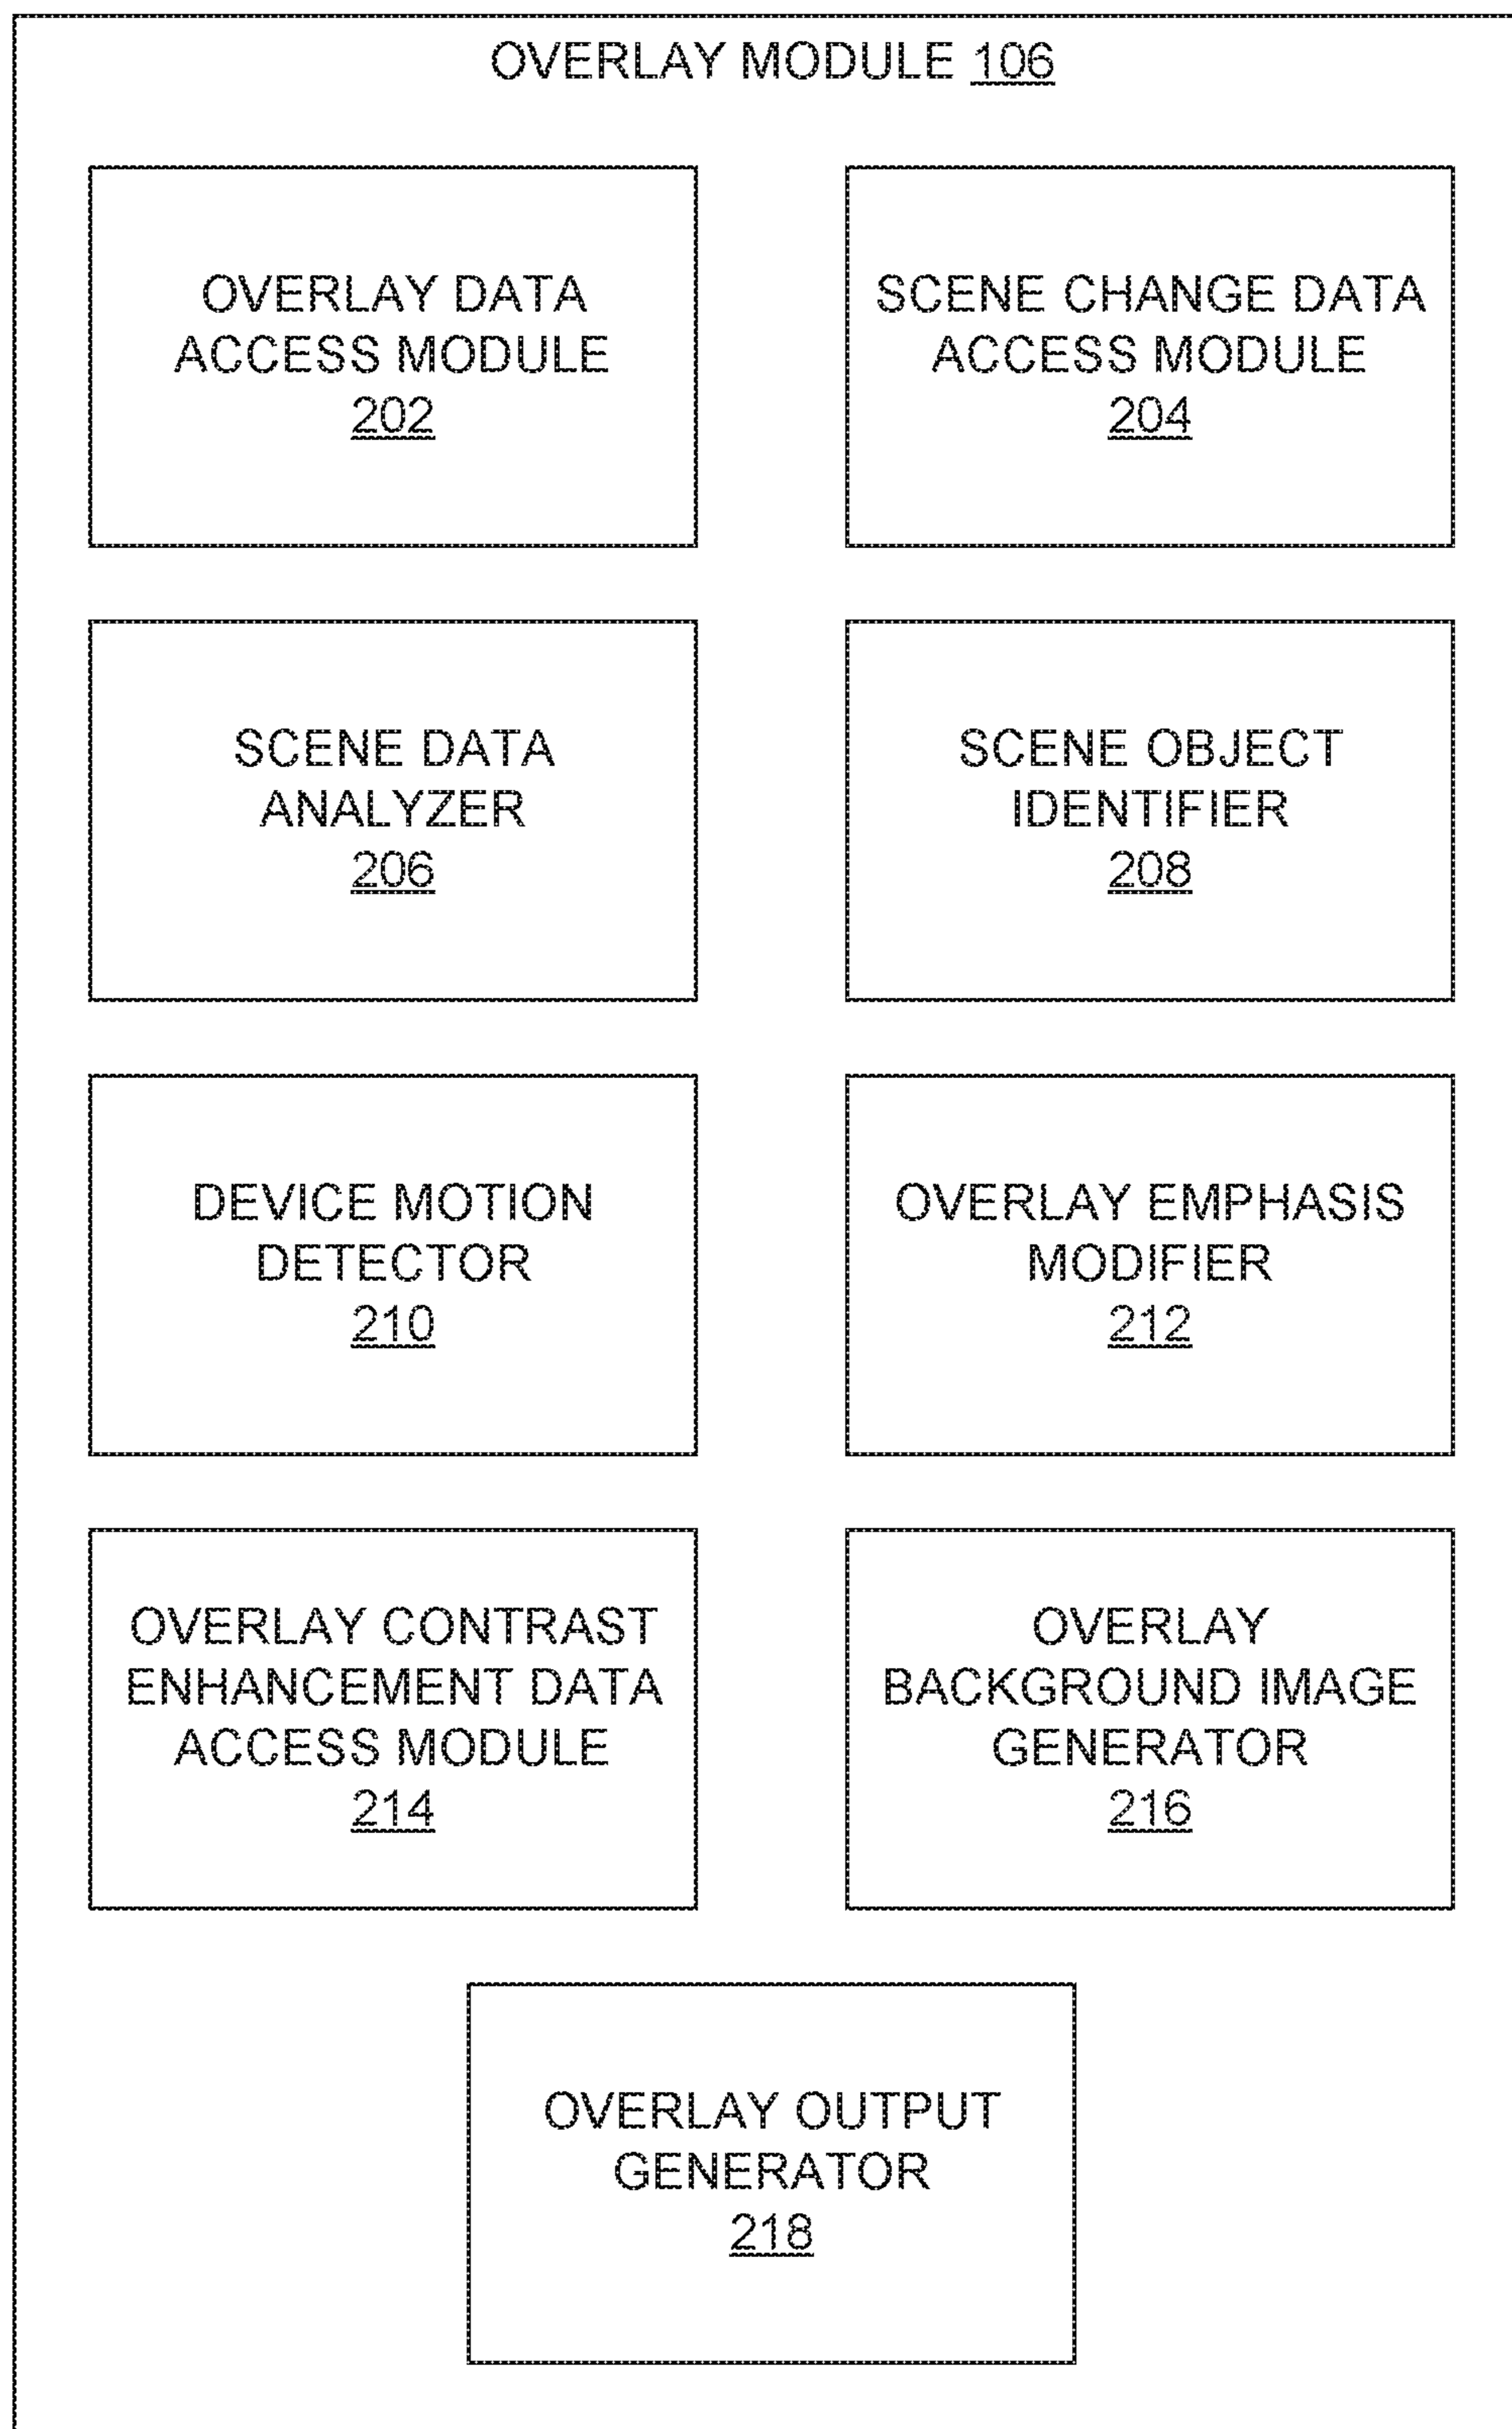 OVERLAY MODULE 106
OVERLAY DATA
ACCESS MODULE
202
SCENE CHANGE DATA
ACCESS MODULE
204
SCENE DATA
ANALYZER
206
SCENE OBJECT
IDENTIFIER
208
DEVICE MOTION
DETECTOR
210
OVERLAY EMPHASIS
MODIFIER
212
OVERLAY CONTRAST
ENHANCEMENT DATA
ACCESS MODULE
214
OVERLAY
BACKGROUND IMAGE
GENERATOR
216
OVERLAY OUTPUT
GENERATOR
218